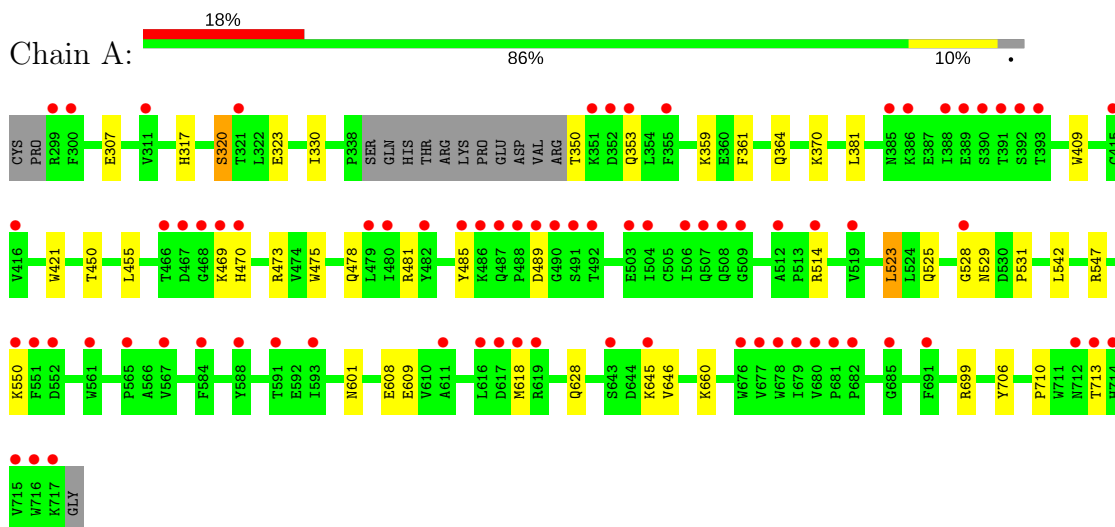 18%
Chain A:
86% 10% •
CYS PRO R299 F300 E307 V311 H317 S320 T321 L322 E323 I330 P338 SER GLN HIS THR ARG LYS PRO GLU ASP VAL ARG T350 K351 D352 Q353 L354 F355 K359 E360 F361 Q364 K370 L381 N385 K386 E387 I388 E389 S390 T391 S392 T393 W409 G415
V416 W421 T450 L455 T466 D467 G468 K469 H470 R473 V474 W475 Q478 L479 I480 R481 Y482 Y485 K486 Q487 P488 D489 G490 S491 T492 E503 I504 C505 I506 Q507 Q508 G509 A512 P513 R514 V519 L523 L524 Q525 G528 N529 D530 P531 L542 R547
K550 F551 D552 W561 P565 A566 V567 F584 Y588 T591 E592 I593 N601 E608 E609 V610 A611 L616 D617 M618 R619 Q628 S643 D644 K645 V646 K660 W676 V677 W678 I679 V680 P681 P682 G685 F691 R699 Y706 P710 W711 N712 T713 H714
V715 W716 K717 GLY